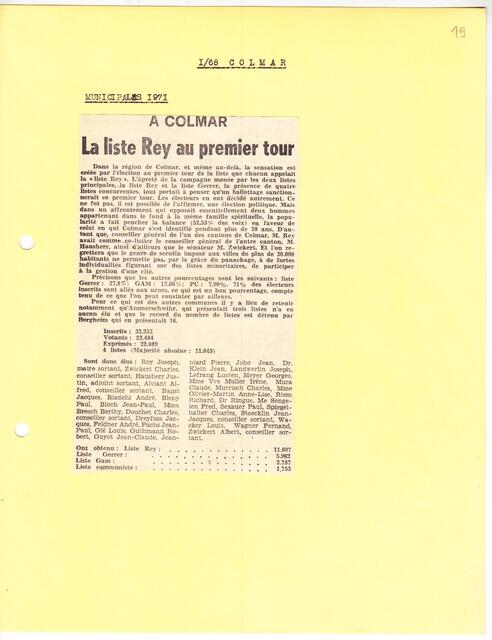 19
I/68 COLMAR
MUNICIPALES 1971
A COLMAR
La liste Rey au premier tour
Dans la région de Colmar, et même au-delà, la sensation est
créée par l'élection au premier tour de la liste que chacun appelait
la « liste Rey ». L'âpreté de la campagne menée par les deux listes
principales, la liste Rey et la liste Gerrer, la présence de quatre
listes concurrentes, tout portait à penser qu'un ballottage sanction-
nerait ce premier tour. Les électeurs en ont décidé autrement. Ce
ne fut pas, il est possible de l'affirmer, une élection politique. Mais
dans un affrontement qui opposait essentiellement deux hommes
appartenant dans le fond à la même famille spirituelle, la popu-
larité a fait pencher la balance (52,53% des voix) en faveur de
celui en qui Colmar s'est identifié pendant plus de 20 ans. D'au-
tant que, conseiller général de l'un des cantons de Colmar, M. Rey
avait comme co-listier le conseiller général de l'autre canton, M.
Hausherr, ainsi d'ailleurs que le sénateur M. Zwickert. Et l'on re-
grettera que le genre de scrutin imposé aux villes de plus de 30.000
habitants ne permette pas, par la grâce du panachage, à de fortes
individualités figurant sur des listes minoritaires, de participer
à la gestion d'une cité.
Précisons que les autres pourcentages sont les suivants : liste
Gerrer : 27,8%; GAM : 12,06%; PC : 7,90%. 71% des électeurs
inscrits sont allés aux urnes, ce qui est un bon pourcentage, compte
tenu de ce que l'on peut constater par ailleurs.
Pour ce qui est des autres communes il y a lieu de retenir
notamment qu'Ammerschwihr, qui présentait trois listes n'a eu
aucun élu et que le record du nombre de listes est détenu par
Bergheim qui en présentait 16.
Inscrits : 32.253
Votants : 23.484
Exprimés : 22.089
4 listes (Majorité absolue : 11.045)
Sont donc élus : Rey Joseph,
maire sortant, Zwickert Charles,
conseiller sortant, Hausherr Jus-
tin, adjoint sortant, Alviani Al-
fred, conseiller sortant, Bapst
Jacques, Bianchi André, Bleny
Paul, Bloch Jean-Paul, Mme
Bresch Berthy, Douchet Charles,
conseiller sortant, Dreyfuss Jac-
ques, Feldner André, Fuchs Jean-
Paul, Glé Louis, Guthmann Ro-
bert, Guyot Jean-Claude, Jean-
niard Pierre, Joho Jean, Dr.
Klein Jean, Landwerlin Joseph,
Lefrang Lucien, Meyer Georges,
Mme Vve Muller Irène, Mura
Claude, Murrisch Charles, Mme
Olivier-Martin Anne-Lise, Riem
Richard, Dr Ringue, Me Senge-
len Fred, Sexauer Paul, Spiegel-
halter Charles, Stoecklin Jean-
Jacques, conseiller sortant, Wac-
ker Louis, Wagner Fernand,
Zwickert Albert, conseiller sor-
tant.
Ont obtenu : Liste Rey : . . . . . . . . . . 11.607
Liste Gerrer : . . . . . . . . . . 5.962
Liste Gam : . . . . . . . . . . 2.787
Liste communiste : . . . . . . . . . . 1.753